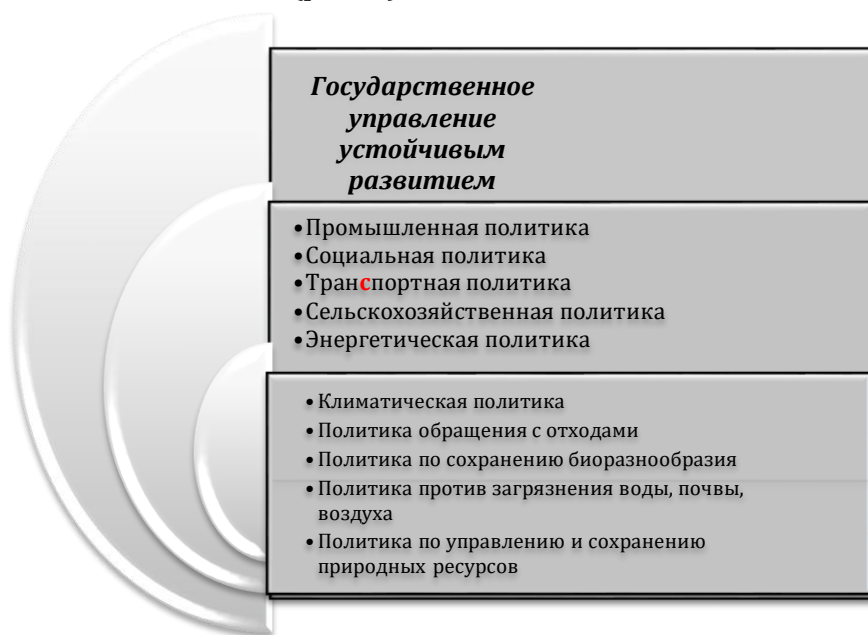 Государственное
управление
устойчивым
развитием
•Промышленная политика
•Социальная политика
•Транспортная политика
•Сельскохозяйственная политика
•Энергетическая политика
•Климатическая политика
•Политика обращения с отходами
•Политика по сохранению биоразнообразия
•Политика против загрязнения воды, почвы,
воздуха
•Политика по управлению и сохранению
природных ресурсов